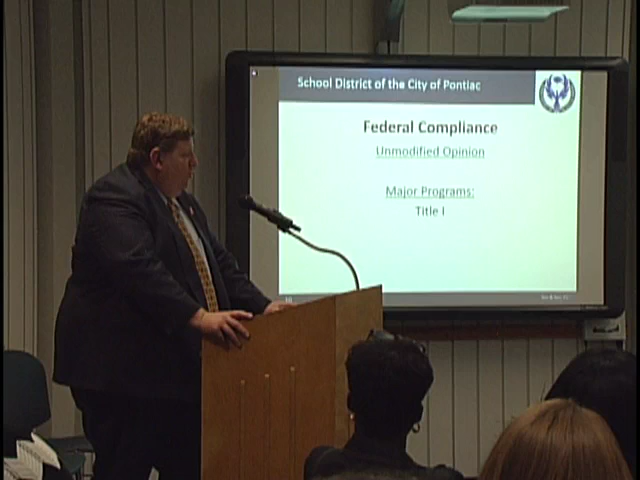 School District of the City of Pontiac
Federal Compliance
Unmodified Opinion
Major Programs:
Title I